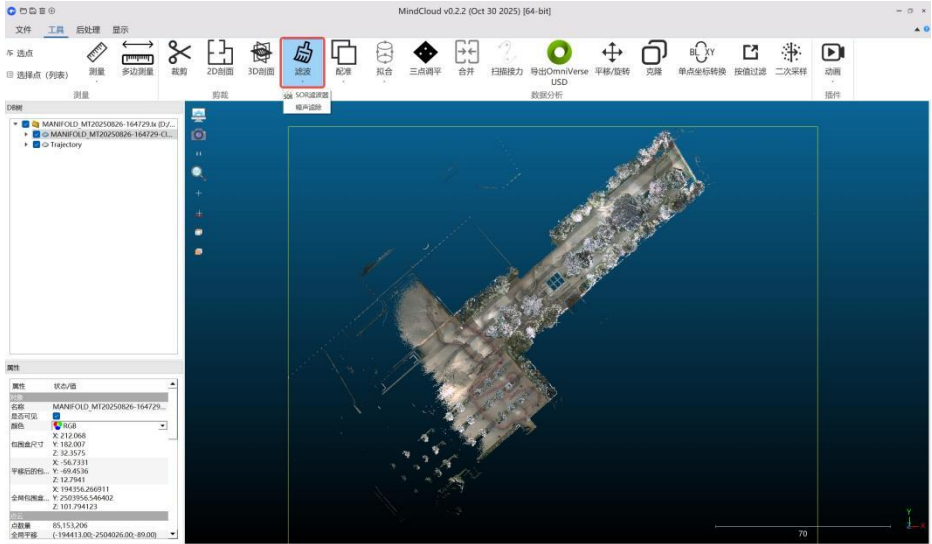 MindCloud v0.2.2 (Oct 30 2025) [64-bit]
文件 工具 后处理 显示
选点
选择点 (列表)
测量 多边测量 裁剪 2D剖面 3D剖面 滤波 配准 拟合 三点调平 合并 扫描接力 导出OmniVerse USD 平移/旋转 克隆 单点坐标转换 按值过滤 二次采样 动画
测量 剪裁 数据分析 插件
SOR SOR滤波器
噪声滤除
DB树
MANIFOLD_MT20250826-164729.lx (D:/...
MANIFOLD_MT20250826-164729-Cl...
Trajectory
属性
属性 状态/值
对象
名称 MANIFOLD_MT20250826-164729...
是否可见
颜色 RGB
X: 212.068
包围盒尺寸 Y: 182.007
Z: 32.3575
X: -56.7331
平移后的包... Y: -69.4536
Z: 12.7941
X: 194356.266911
全局包围盒... Y: 2503956.546402
Z: 101.794123
点云
点数量 85,153,206
全局平移 (-194413.00;-2504026.00;-89.00)
70
Y
Z X